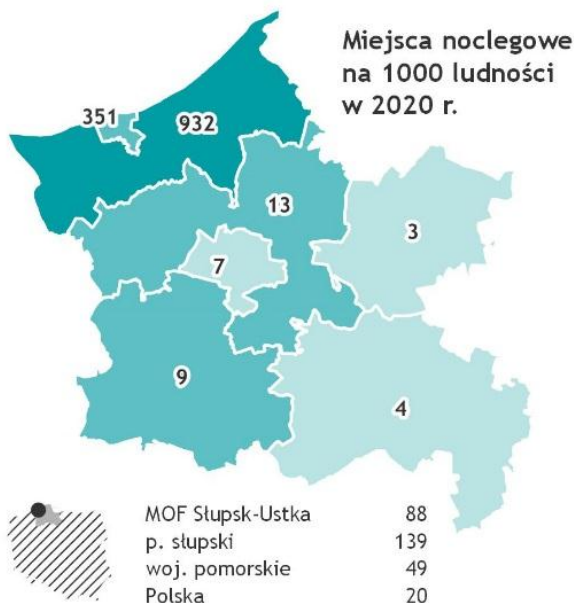 Miejsca noclegowe
na 1000 ludności
w 2020 r.
351
932
13
3
7
9
4
MOF Słupsk-Ustka 88
p. słupski 139
woj. pomorskie 49
Polska 20